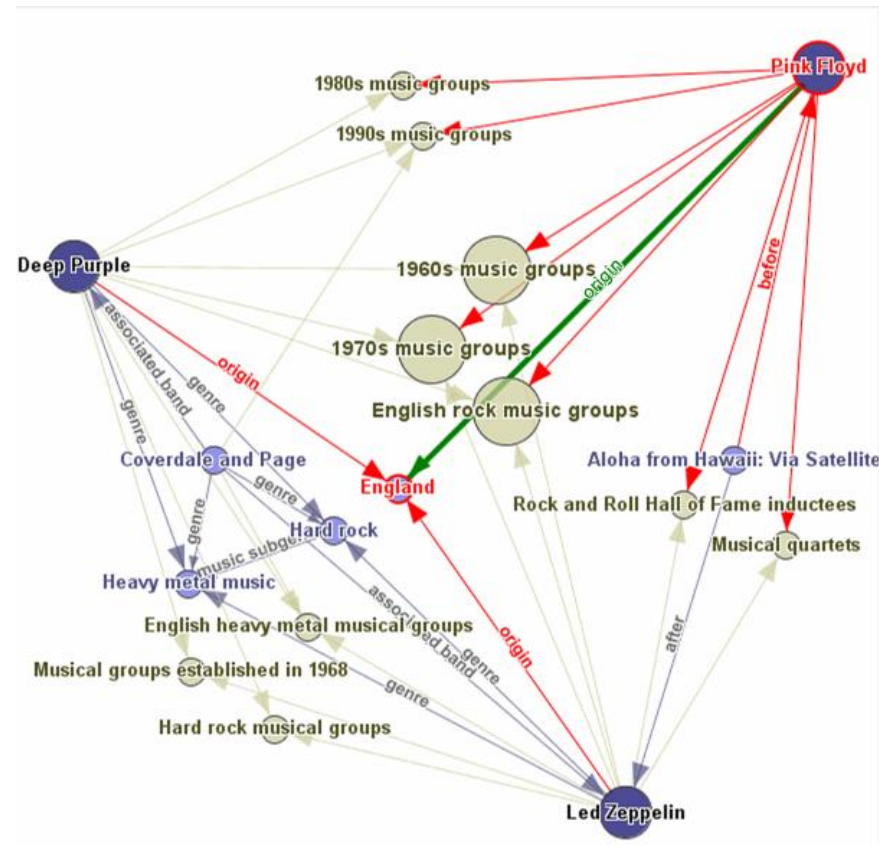 Pink Floyd
1980s music groups
1990s music groups
before
Deep Purple
1960s music groups
origin
associated band
1970s music groups
origin
genre
genre
English rock music groups
Coverdale and Page
Aloha from Hawaii: Via Satellite
England
genre
Rock and Roll Hall of Fame inductees
genre
Hard rock
music subge
Musical quartets
Heavy metal music
English heavy metal musical groups
associated band
genre
after
origin
Musical groups established in 1968
genre
Hard rock musical groups
Led Zeppelin